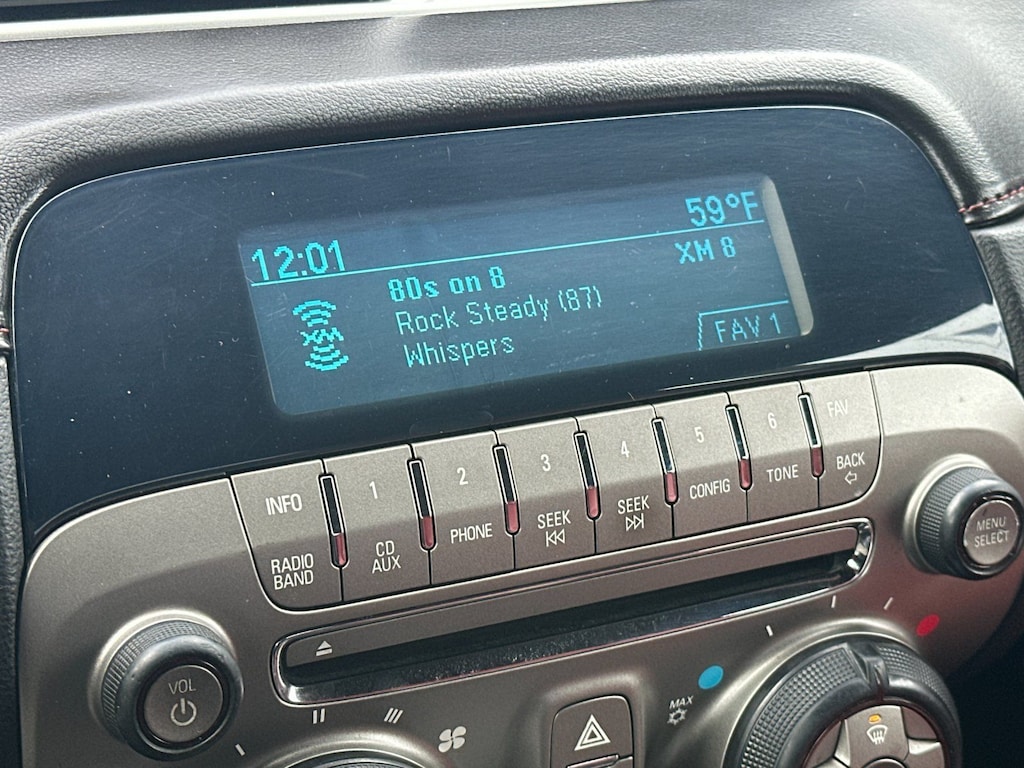 12:01
59°F
XM 8
80s on 8
Rock Steady (87)
XM
Whispers
FAV 1
INFO
1
2
3
4
5
6
FAV
RADIO
BAND
CD
AUX
PHONE
SEEK
SEEK
CONFIG
TONE
BACK
MENU
SELECT
VOL
MAX